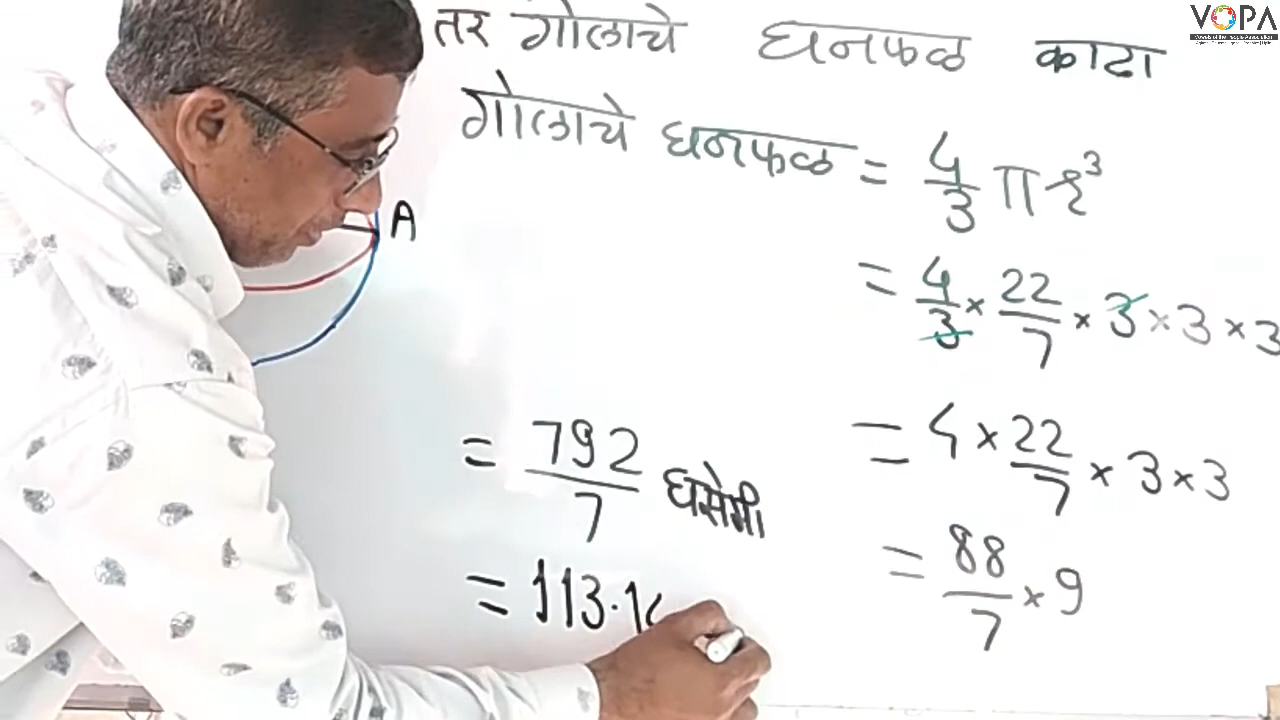 VOPA
तर गोलाचे घनफळ काढा
गोलाचे घनफळ = 4/3 π r³
A
= 4/3 × 22/7 × 3 × 3 × 3
= 4 × 22/7 × 3 × 3
= 88/7 × 9
= 792/7 घसेमी
= 113.14